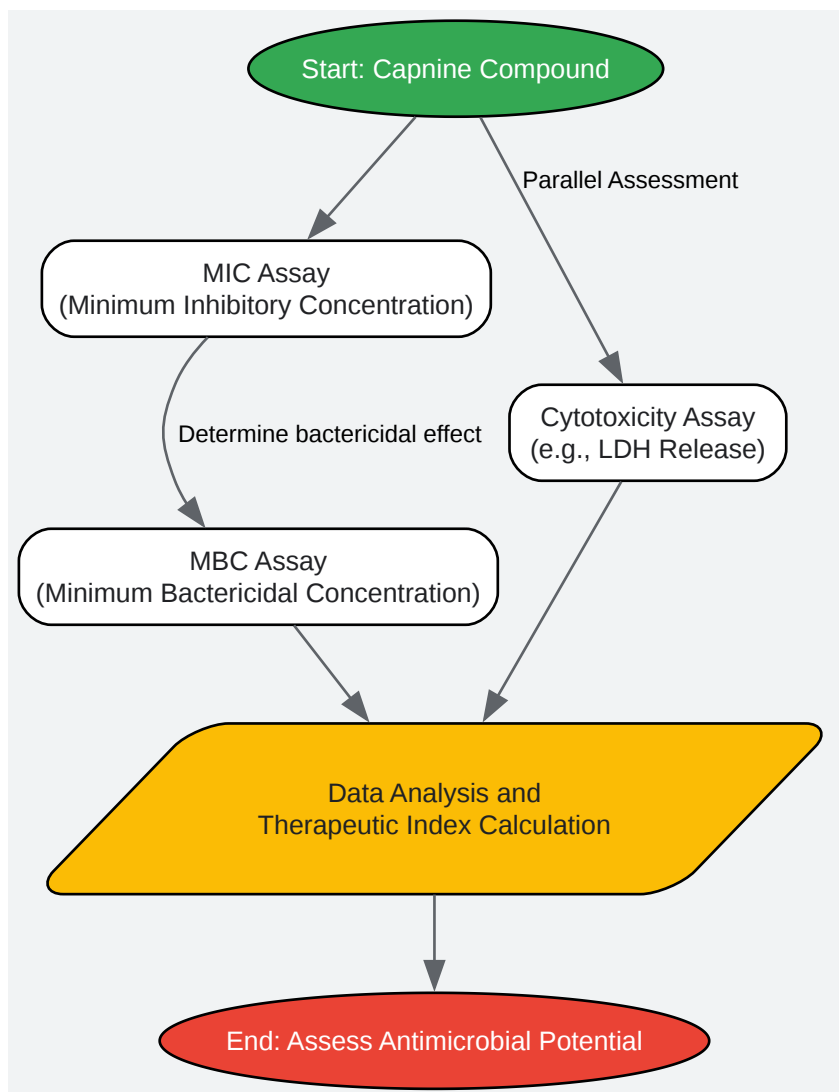 Start: Capnine Compound
Parallel Assessment
MIC Assay
(Minimum Inhibitory Concentration)
Cytotoxicity Assay
(e.g., LDH Release)
Determine bactericidal effect
MBC Assay
(Minimum Bactericidal Concentration)
Data Analysis and
Therapeutic Index Calculation
End: Assess Antimicrobial Potential